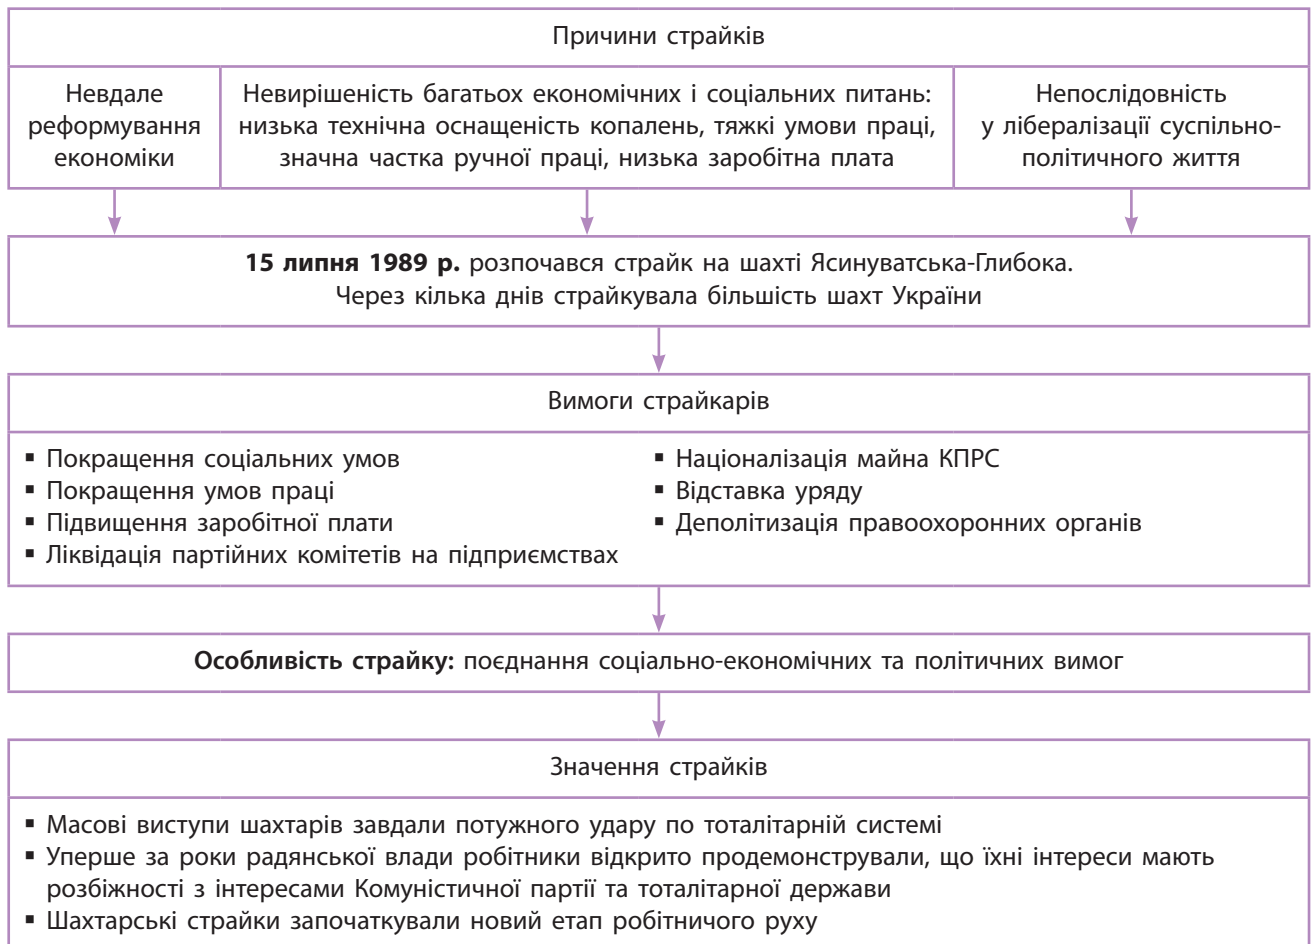 Причини страйків
Невдале
реформування
економіки
Невирішеність багатьох економічних і соціальних питань:
низька технічна оснащеність копалень, тяжкі умови праці,
значна частка ручної праці, низька заробітна плата
Непослідовність
у лібералізації суспільно-
політичного життя
15 липня 1989 р. розпочався страйк на шахті Ясинуватська-Глибока.
Через кілька днів страйкувала більшість шахт України
Вимоги страйкарів
▪ Покращення соціальних умов
▪ Покращення умов праці
▪ Підвищення заробітної плати
▪ Ліквідація партійних комітетів на підприємствах
▪ Націоналізація майна КПРС
▪ Відставка уряду
▪ Деполітизація правоохоронних органів
Особливість страйку: поєднання соціально-економічних та політичних вимог
Значення страйків
▪ Масові виступи шахтарів завдали потужного удару по тоталітарній системі
▪ Уперше за роки радянської влади робітники відкрито продемонстрували, що їхні інтереси мають
розбіжності з інтересами Комуністичної партії та тоталітарної держави
▪ Шахтарські страйки започаткували новий етап робітничого руху